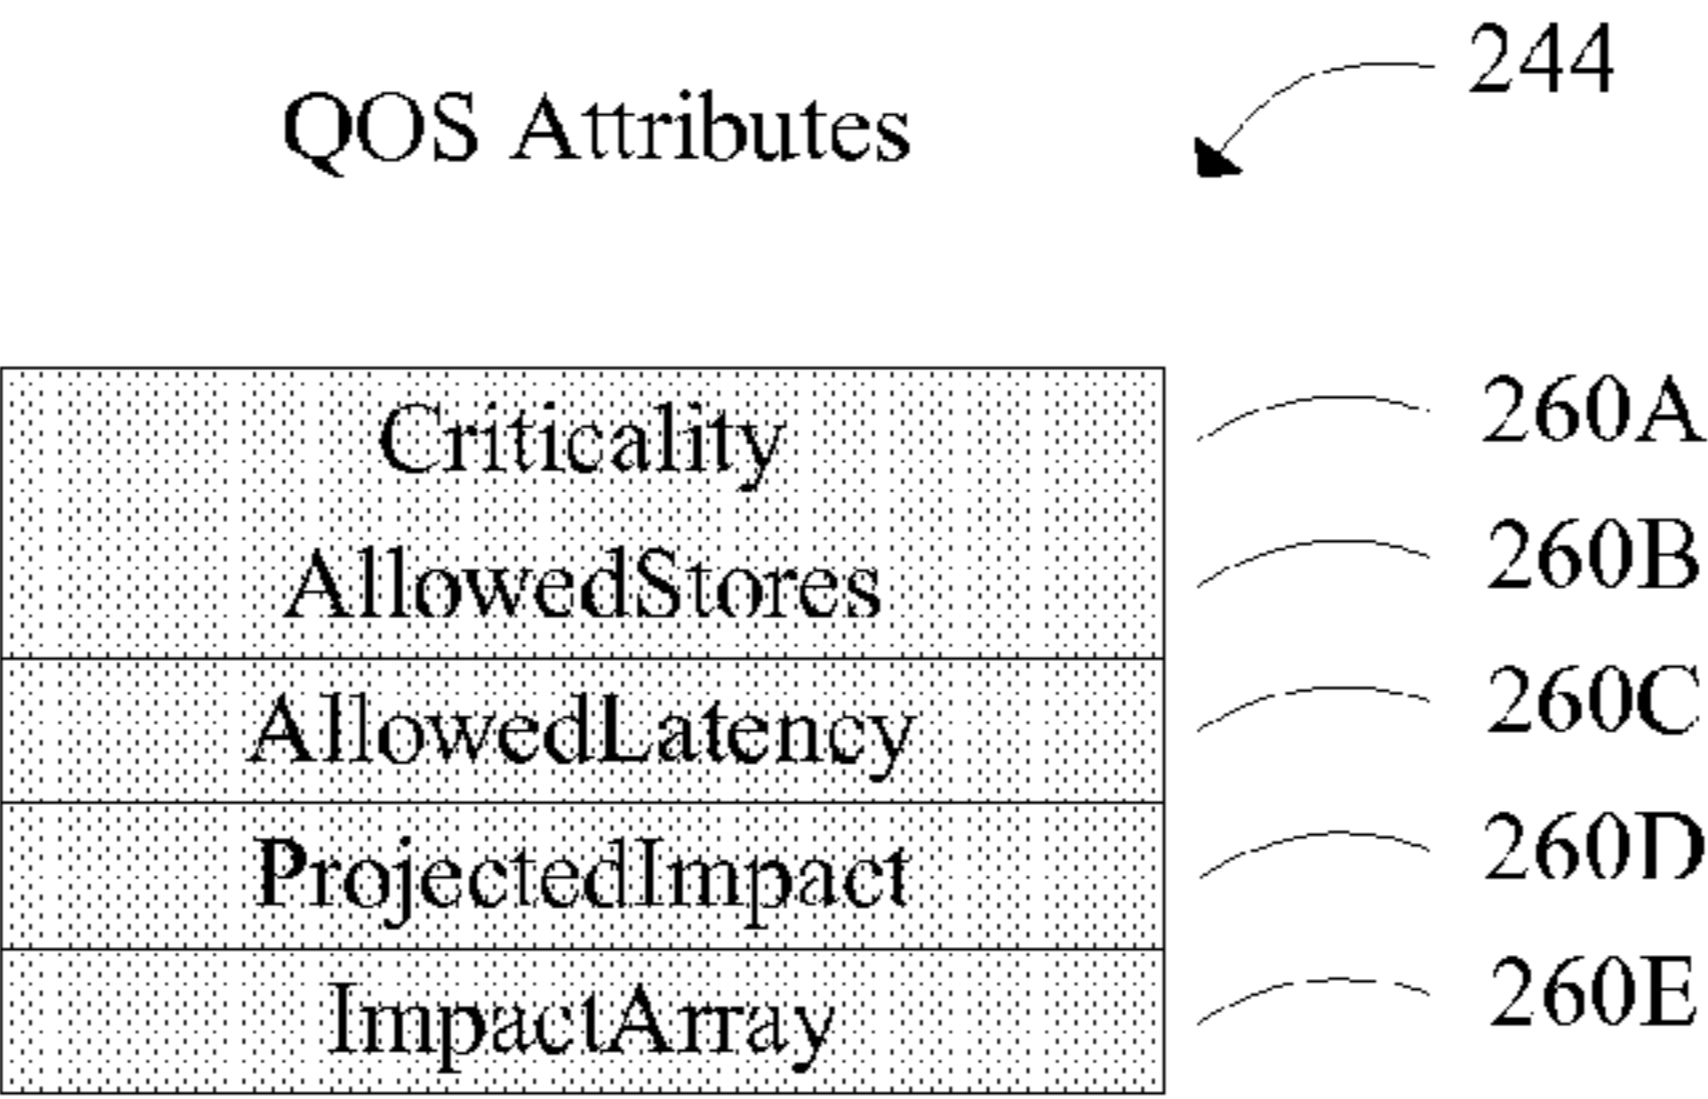 244
QOS Attributes
Criticality 260A
AllowedStores 260B
AllowedLatency 260C
ProjectedImpact 260D
ImpactArray 260E